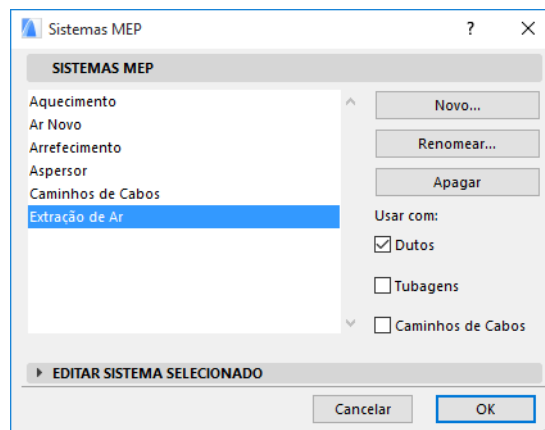 Sistemas MEP
?
SISTEMAS MEP
Aquecimento
Ar Novo
Arrefecimento
Aspersor
Caminhos de Cabos
Extração de Ar
Novo...
Renomear...
Apagar
Usar com:
Dutos
Tubagens
Caminhos de Cabos
EDITAR SISTEMA SELECIONADO
Cancelar
OK